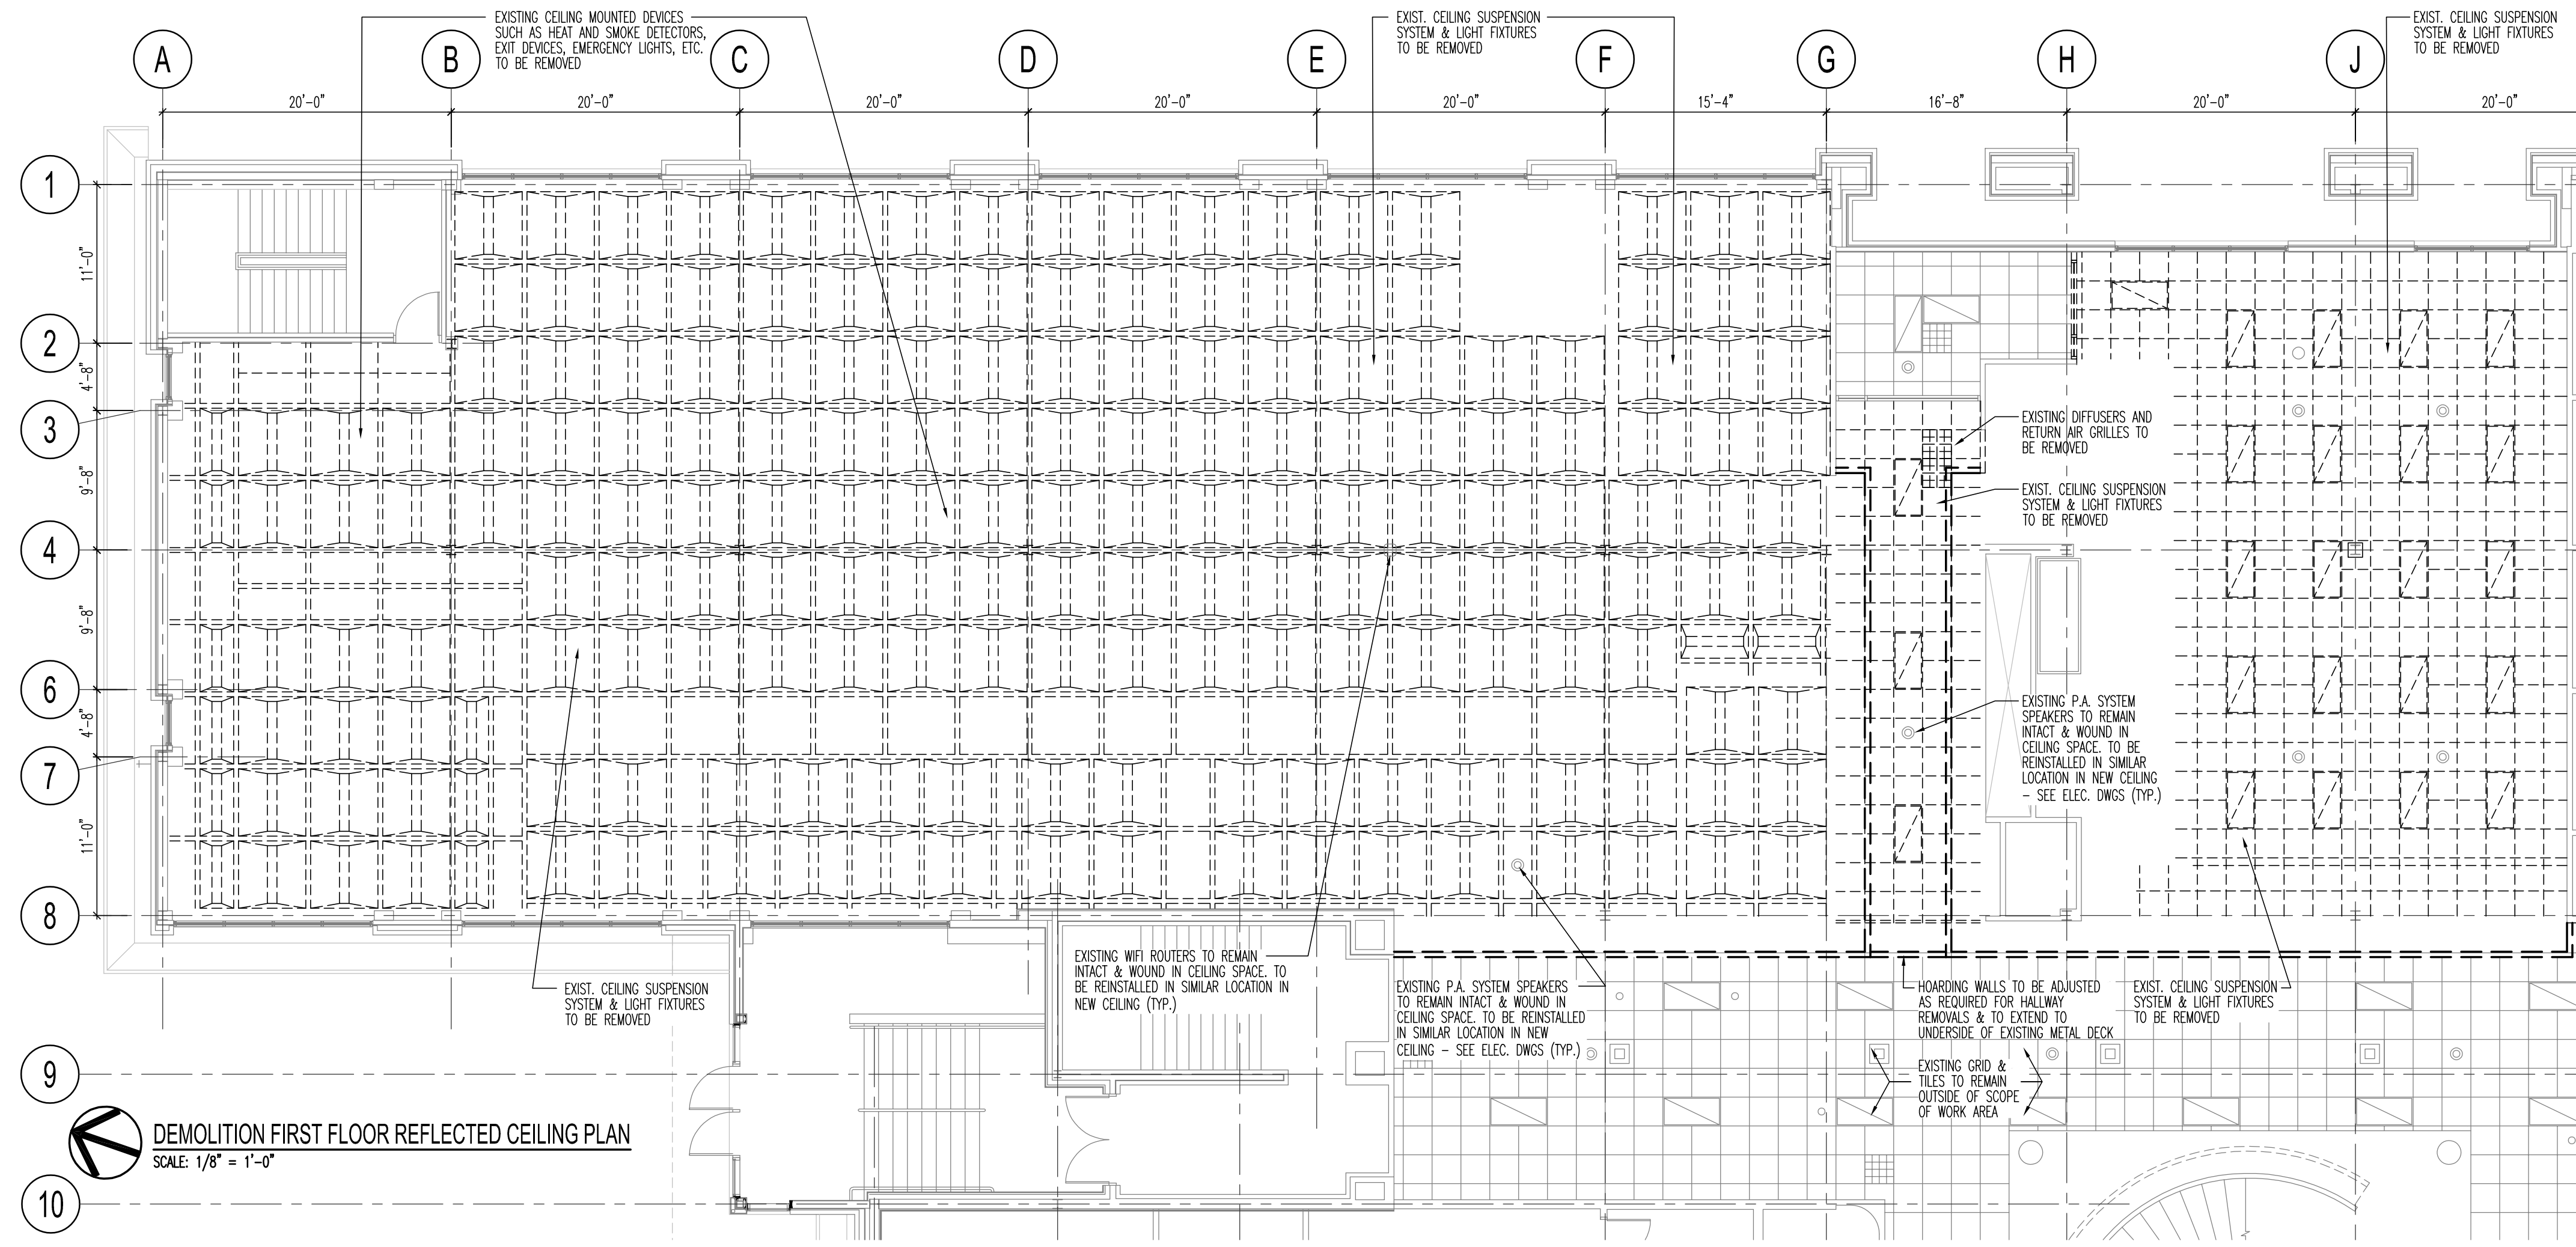 EXISTING CEILING MOUNTED DEVICES
SUCH AS HEAT AND SMOKE DETECTORS,
EXIT DEVICES, EMERGENCY LIGHTS, ETC.
TO BE REMOVED
EXIST. CEILING SUSPENSION
SYSTEM & LIGHT FIXTURES
TO BE REMOVED
EXIST. CEILING SUSPENSION
SYSTEM & LIGHT FIXTURES
TO BE REMOVED
A
B
C
D
E
F
G
H
J
20'-0"
20'-0"
20'-0"
20'-0"
20'-0"
15'-4"
16'-8"
20'-0"
20'-0"
1
11'-0"
2
4'-8"
3
9'-8"
4
9'-8"
6
4'-8"
7
11'-0"
8
9
10
EXISTING DIFFUSERS AND
RETURN AIR GRILLES TO
BE REMOVED
EXIST. CEILING SUSPENSION
SYSTEM & LIGHT FIXTURES
TO BE REMOVED
EXISTING P.A. SYSTEM
SPEAKERS TO REMAIN
INTACT & WOUND IN
CEILING SPACE. TO BE
REINSTALLED IN SIMILAR
LOCATION IN NEW CEILING
– SEE ELEC. DWGS (TYP.)
EXIST. CEILING SUSPENSION
SYSTEM & LIGHT FIXTURES
TO BE REMOVED
EXISTING WIFI ROUTERS TO REMAIN
INTACT & WOUND IN CEILING SPACE. TO
BE REINSTALLED IN SIMILAR LOCATION IN
NEW CEILING (TYP.)
EXISTING P.A. SYSTEM SPEAKERS
TO REMAIN INTACT & WOUND IN
CEILING SPACE. TO BE REINSTALLED
IN SIMILAR LOCATION IN NEW
CEILING – SEE ELEC. DWGS (TYP.)
HOARDING WALLS TO BE ADJUSTED
AS REQUIRED FOR HALLWAY
REMOVALS & TO EXTEND TO
UNDERSIDE OF EXISTING METAL DECK
EXIST. CEILING SUSPENSION
SYSTEM & LIGHT FIXTURES
TO BE REMOVED
EXISTING GRID &
TILES TO REMAIN
OUTSIDE OF SCOPE
OF WORK AREA
DEMOLITION FIRST FLOOR REFLECTED CEILING PLAN
SCALE: 1/8" = 1'-0"